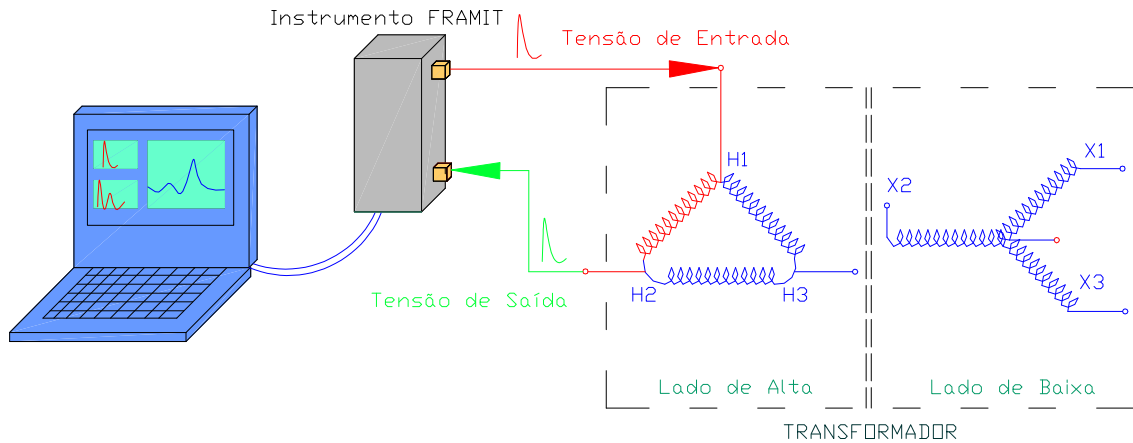 Instrumento FRAMIT
Tensão de Entrada
H1
X1
X2
H2
H3
X3
Tensão de Saída
Lado de Alta
Lado de Baixa
TRANSFORMADOR